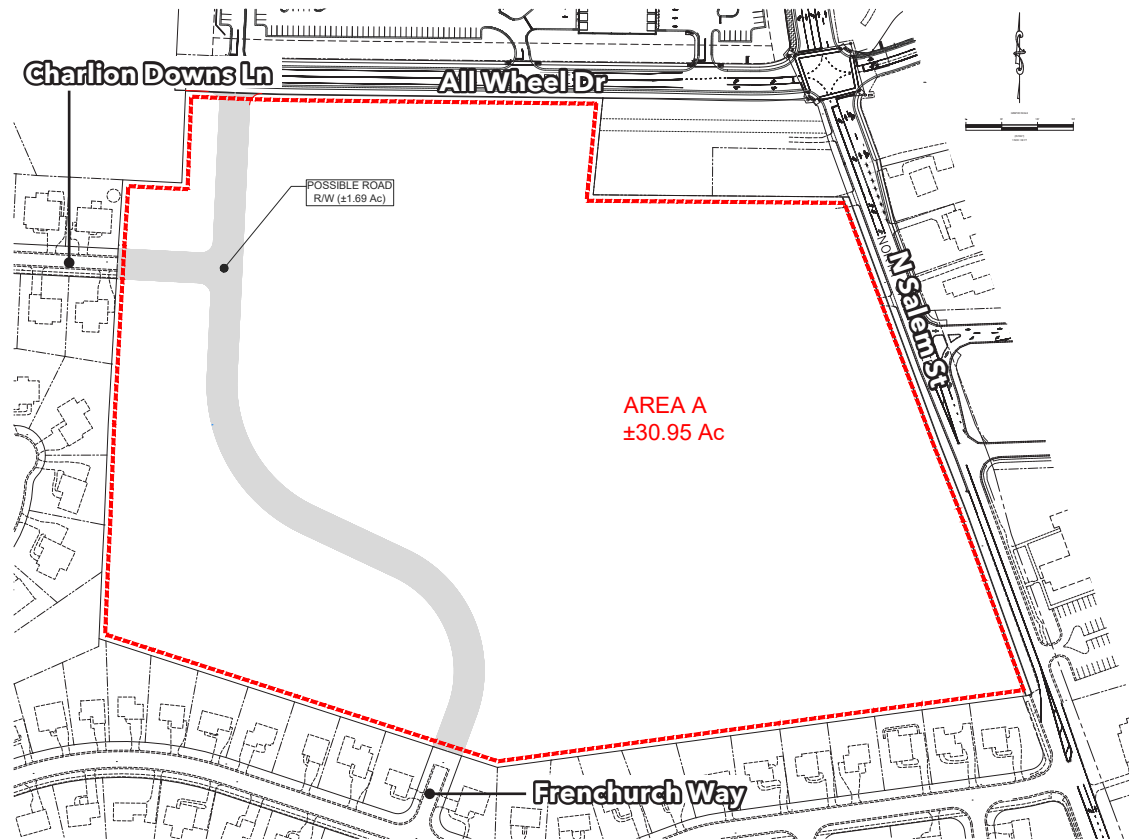 Charlion Downs Ln
All Wheel Dr
POSSIBLE ROAD
R/W (±1.69 Ac)
N Salem St
AREA A
±30.95 Ac
Frenchurch Way